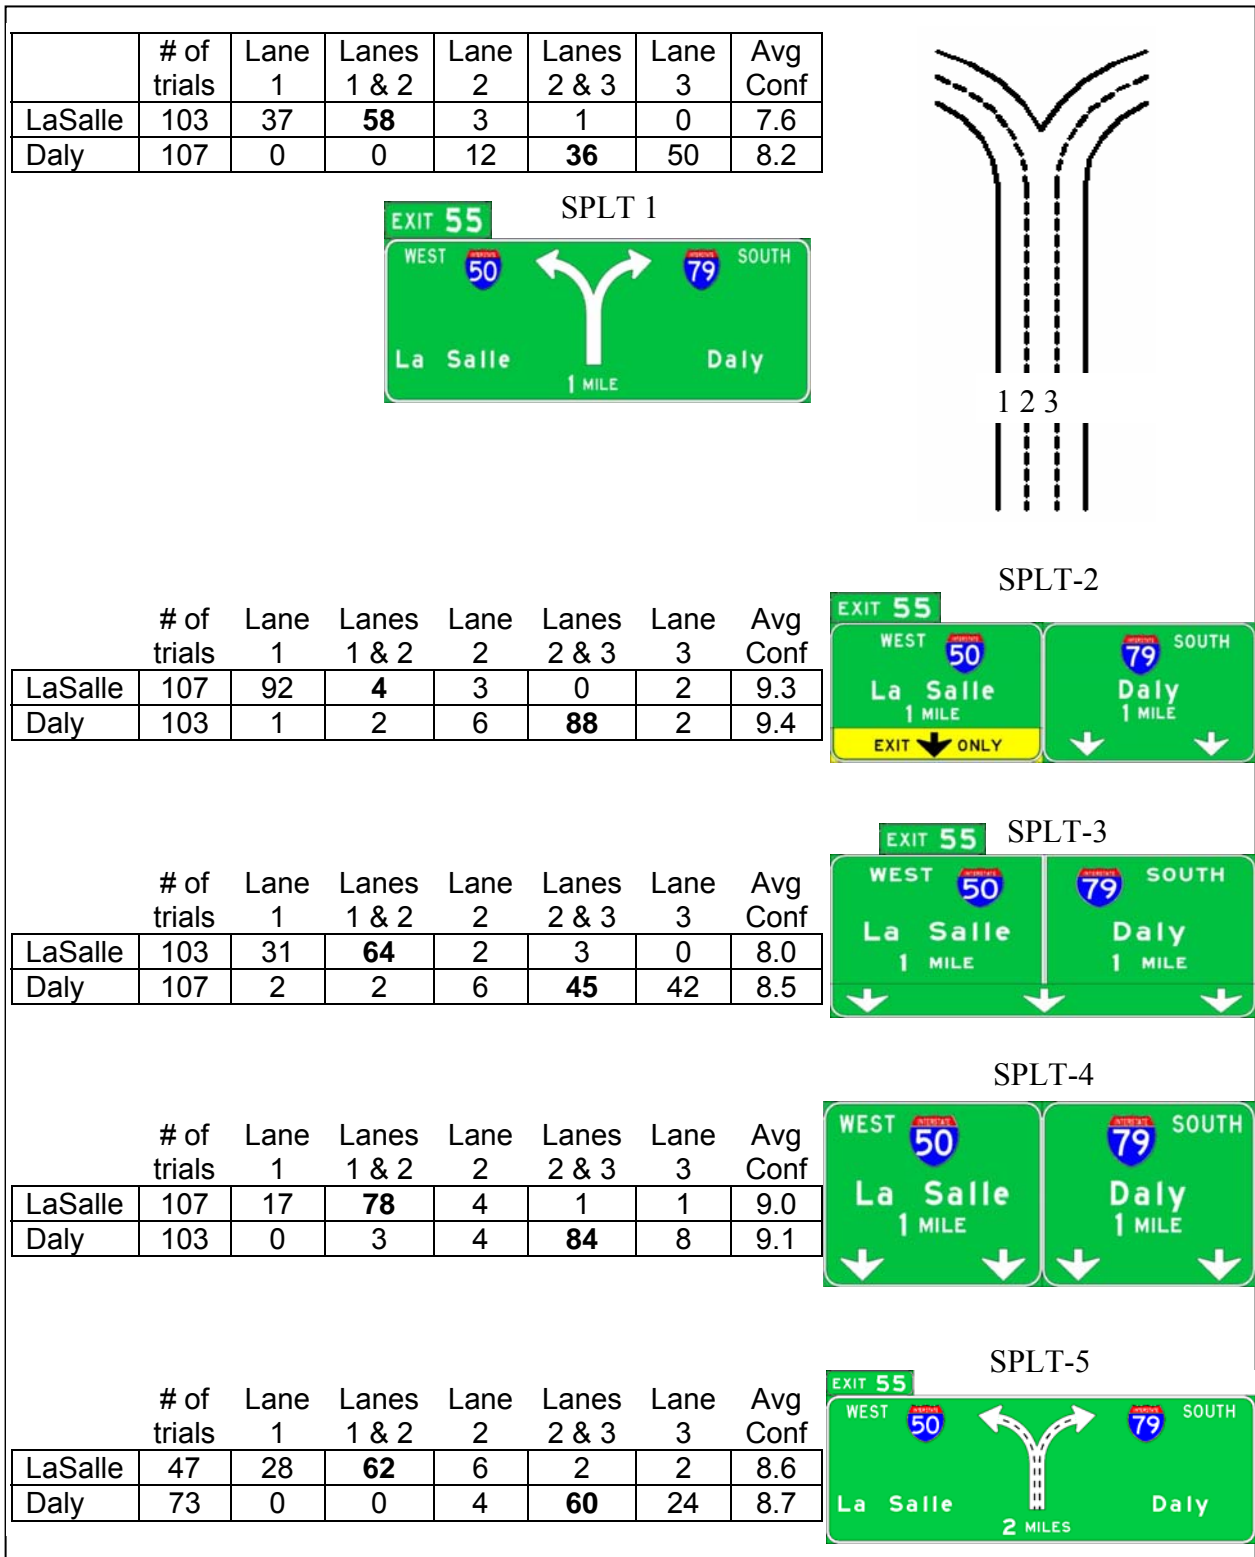 # of Lane Lanes Lane Lanes Lane Avg
trials 1 1 & 2 2 2 & 3 3 Conf
LaSalle 103 37 58 3 1 0 7.6
Daly 107 0 0 12 36 50 8.2
SPLT 1
EXIT 55
WEST INTERSTATE 50 INTERSTATE 79 SOUTH
La Salle Daly
1 MILE
1 2 3
SPLT-2
# of Lane Lanes Lane Lanes Lane Avg
trials 1 1 & 2 2 2 & 3 3 Conf
LaSalle 107 92 4 3 0 2 9.3
Daly 103 1 2 6 88 2 9.4
EXIT 55
WEST INTERSTATE 50 INTERSTATE 79 SOUTH
La Salle Daly
1 MILE 1 MILE
EXIT ONLY
SPLT-3
# of Lane Lanes Lane Lanes Lane Avg
trials 1 1 & 2 2 2 & 3 3 Conf
LaSalle 103 31 64 2 3 0 8.0
Daly 107 2 2 6 45 42 8.5
EXIT 55
WEST INTERSTATE 50 INTERSTATE 79 SOUTH
La Salle Daly
1 MILE 1 MILE
SPLT-4
# of Lane Lanes Lane Lanes Lane Avg
trials 1 1 & 2 2 2 & 3 3 Conf
LaSalle 107 17 78 4 1 1 9.0
Daly 103 0 3 4 84 8 9.1
WEST INTERSTATE 50 INTERSTATE 79 SOUTH
La Salle Daly
1 MILE 1 MILE
SPLT-5
# of Lane Lanes Lane Lanes Lane Avg
trials 1 1 & 2 2 2 & 3 3 Conf
LaSalle 47 28 62 6 2 2 8.6
Daly 73 0 0 4 60 24 8.7
EXIT 55
WEST INTERSTATE 50 INTERSTATE 79 SOUTH
La Salle Daly
2 MILES